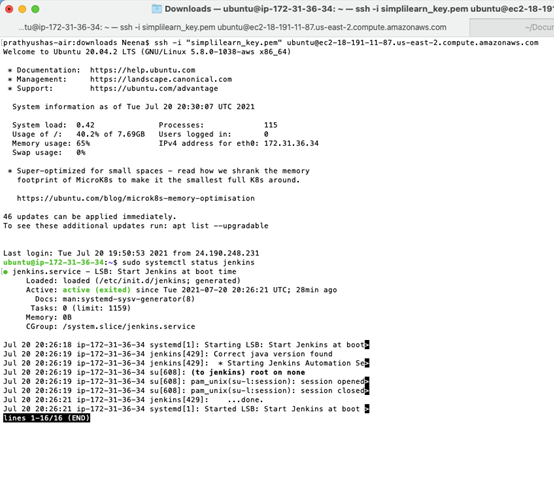 Downloads — ubuntu@ip-172-31-36-34: ~ — ssh -i simplilearn_key.pem ubuntu@ec2-18-191
...tu@ip-172-31-36-34: ~ — ssh -i simplilearn_key.pem ubuntu@ec2-18-191-11-87.us-east-2.compute.amazonaws.com
~/Docu
prathyushas-air:downloads Neena$ ssh -i "simplilearn_key.pem" ubuntu@ec2-18-191-11-87.us-east-2.compute.amazonaws.com
Welcome to Ubuntu 20.04.2 LTS (GNU/Linux 5.8.0-1038-aws x86_64)
* Documentation:  https://help.ubuntu.com
* Management:     https://landscape.canonical.com
* Support:        https://ubuntu.com/advantage
System information as of Tue Jul 20 20:30:07 UTC 2021
System load:  0.42              Processes:             115
Usage of /:   40.2% of 7.69GB   Users logged in:       0
Memory usage: 65%               IPv4 address for eth0: 172.31.36.34
Swap usage:   0%
* Super-optimized for small spaces - read how we shrank the memory
footprint of MicroK8s to make it the smallest full K8s around.
https://ubuntu.com/blog/microk8s-memory-optimisation
46 updates can be applied immediately.
To see these additional updates run: apt list --upgradable
Last login: Tue Jul 20 19:50:53 2021 from 24.190.248.231
ubuntu@ip-172-31-36-34:~$ sudo systemctl status jenkins
● jenkins.service - LSB: Start Jenkins at boot time
Loaded: loaded (/etc/init.d/jenkins; generated)
Active: active (exited) since Tue 2021-07-20 20:26:21 UTC; 28min ago
Docs: man:systemd-sysv-generator(8)
Tasks: 0 (limit: 1159)
Memory: 0B
CGroup: /system.slice/jenkins.service
Jul 20 20:26:18 ip-172-31-36-34 systemd[1]: Starting LSB: Start Jenkins at boot>
Jul 20 20:26:19 ip-172-31-36-34 jenkins[429]: Correct java version found
Jul 20 20:26:19 ip-172-31-36-34 jenkins[429]:  * Starting Jenkins Automation Se>
Jul 20 20:26:19 ip-172-31-36-34 su[608]: (to jenkins) root on none
Jul 20 20:26:19 ip-172-31-36-34 su[608]: pam_unix(su-l:session): session opened>
Jul 20 20:26:19 ip-172-31-36-34 su[608]: pam_unix(su-l:session): session closed>
Jul 20 20:26:21 ip-172-31-36-34 jenkins[429]:    ...done.
Jul 20 20:26:21 ip-172-31-36-34 systemd[1]: Started LSB: Start Jenkins at boot >
lines 1-16/16 (END)